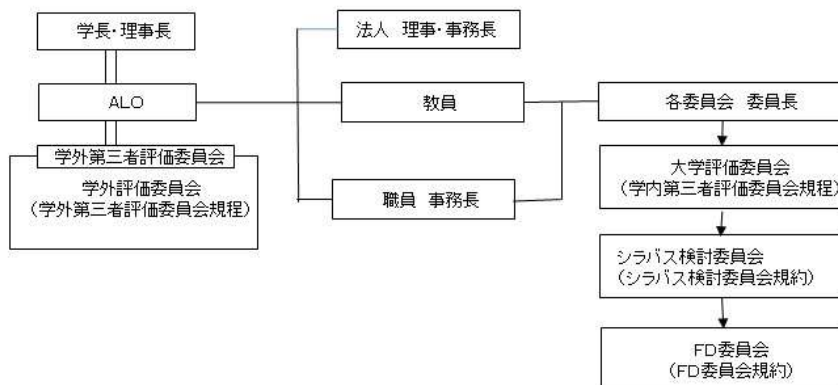 学長・理事長
ALO
学外第三者評価委員会
学外評価委員会
(学外第三者評価委員会規程)
法人 理事・事務長
教員
職員 事務長
各委員会 委員長
大学評価委員会
(学内第三者評価委員会規程)
シラバス検討委員会
(シラバス検討委員会規約)
FD委員会
(FD委員会規約)